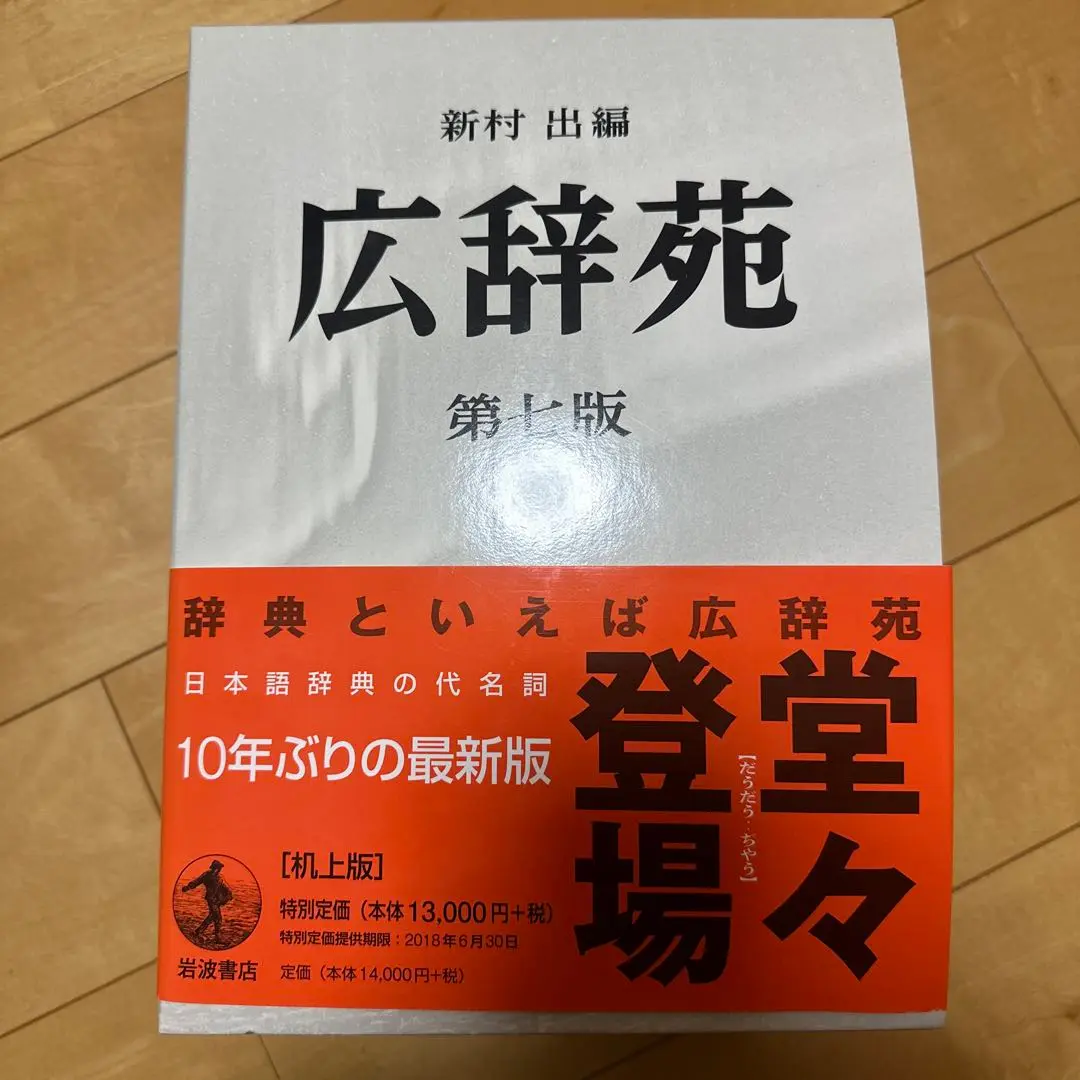 新村 出編
広辞苑
第七版
辞典といえば広辞苑
堂々
登場
【だうだう‥ぢやう】
日本語辞典の代名詞
10年ぶりの最新版
[机上版]
特別定価（本体13,000円+税）
特別定価提供期限：2018年6月30日
定価（本体14,000円+税）
岩波書店